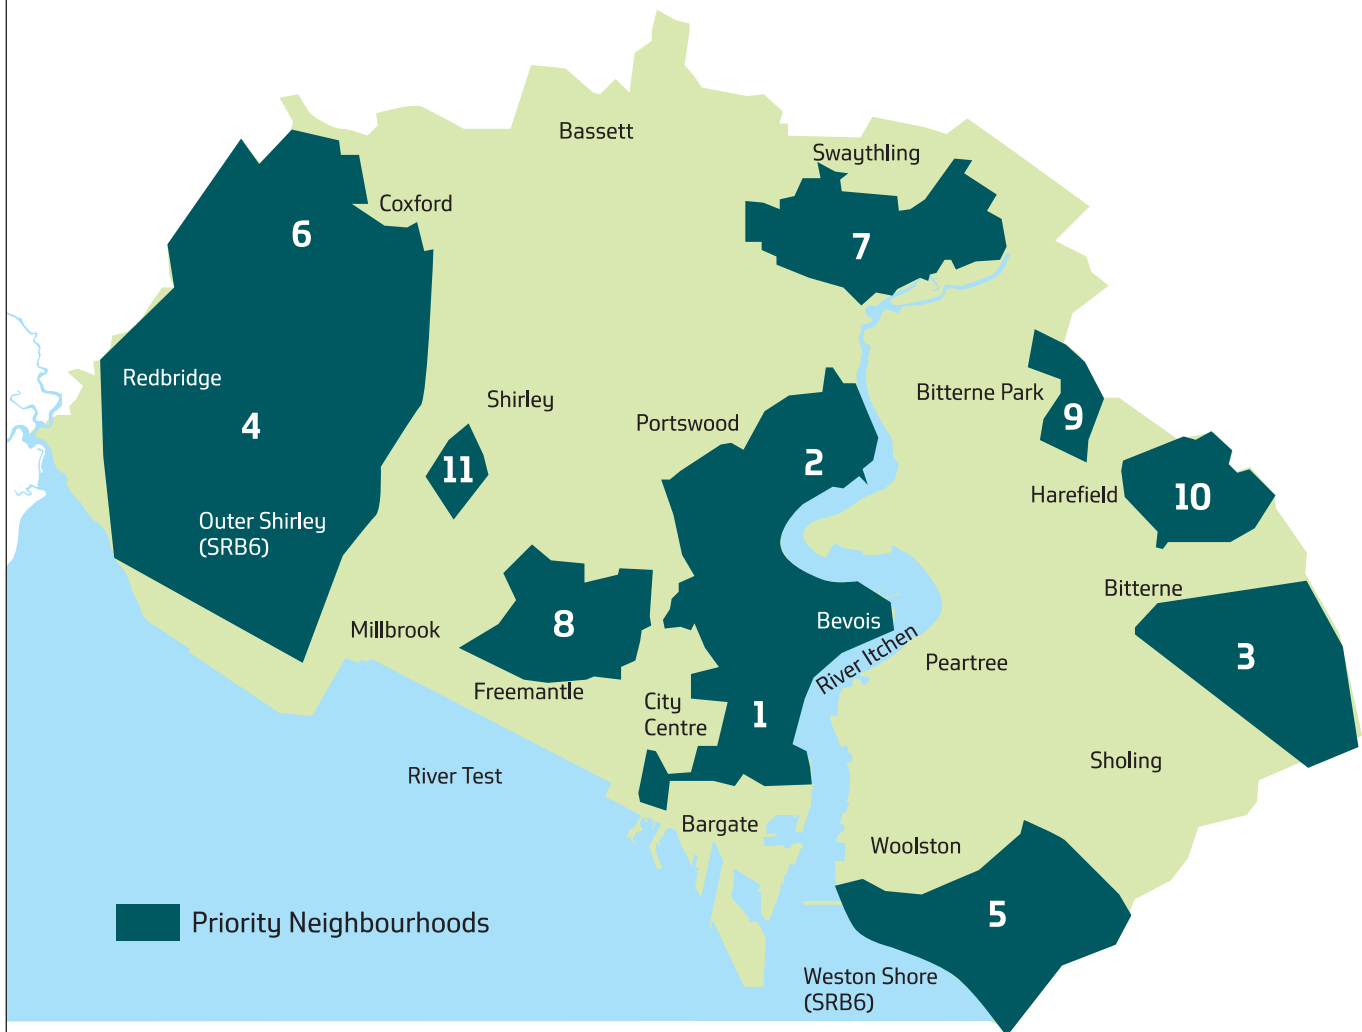 Bassett
Swaythling
Coxford
6
7
Redbridge
Shirley
Bitterne Park
Portswood
9
4
11
2
Harefield
10
Outer Shirley
(SRB6)
Bitterne
Millbrook
8
Bevois
River Itchen
Peartree
3
Freemantle
City
Centre
1
River Test
Sholing
Bargate
Woolston
Priority Neighbourhoods
5
Weston Shore
(SRB6)